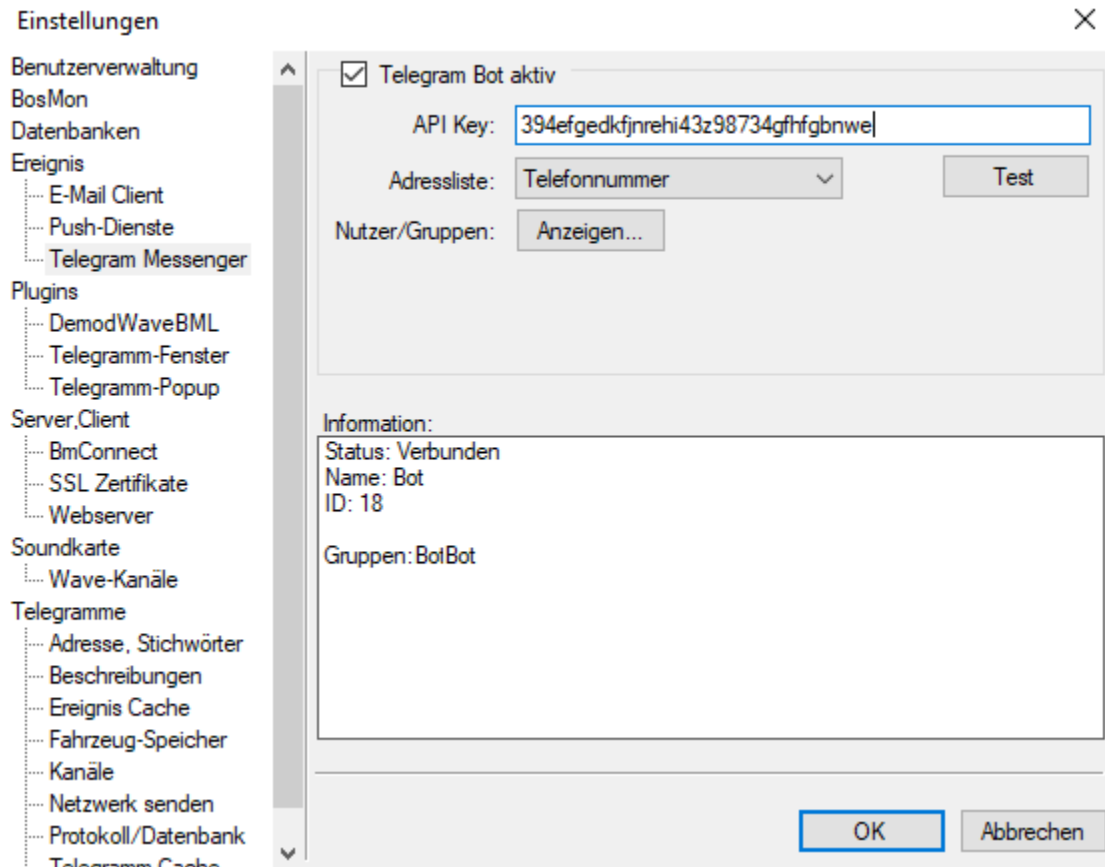 Einstellungen
Benutzerverwaltung
BosMon
Datenbanken
Ereignis
E-Mail Client
Push-Dienste
Telegram Messenger
Plugins
DemodWaveBML
Telegramm-Fenster
Telegramm-Popup
Server,Client
BmConnect
SSL Zertifikate
Webserver
Soundkarte
Wave-Kanäle
Telegramme
Adresse, Stichwörter
Beschreibungen
Ereignis Cache
Fahrzeug-Speicher
Kanäle
Netzwerk senden
Protokoll/Datenbank
Telegramm Cache
Telegram Bot aktiv
API Key: 394efgedkfjnrehi43z98734gfhfgbnwe
Adressliste: Telefonnummer Test
Nutzer/Gruppen: Anzeigen...
Information:
Status: Verbunden
Name: Bot
ID: 18
Gruppen: BotBot
OK Abbrechen